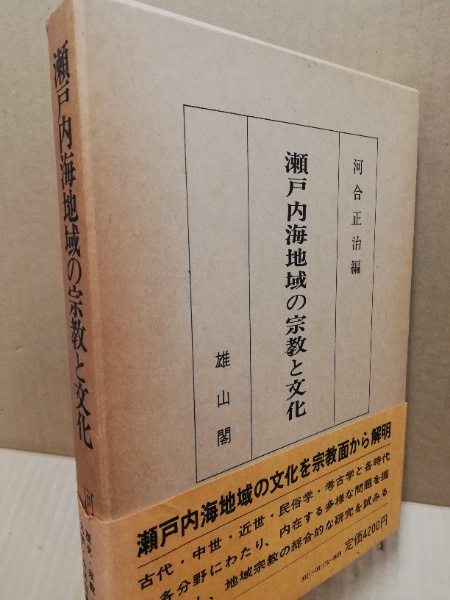 河合正治編
瀬戸内海地域の宗教と文化
雄山閣
瀬戸内海地域の宗教と文化
瀬戸内海地域の文化を宗教面から解明
古代・中世・近世・民俗学・考古学と各時代
各分野にわたり、内在する多様な問題を追
地域宗教の総合的な研究を試みる
定価4200円